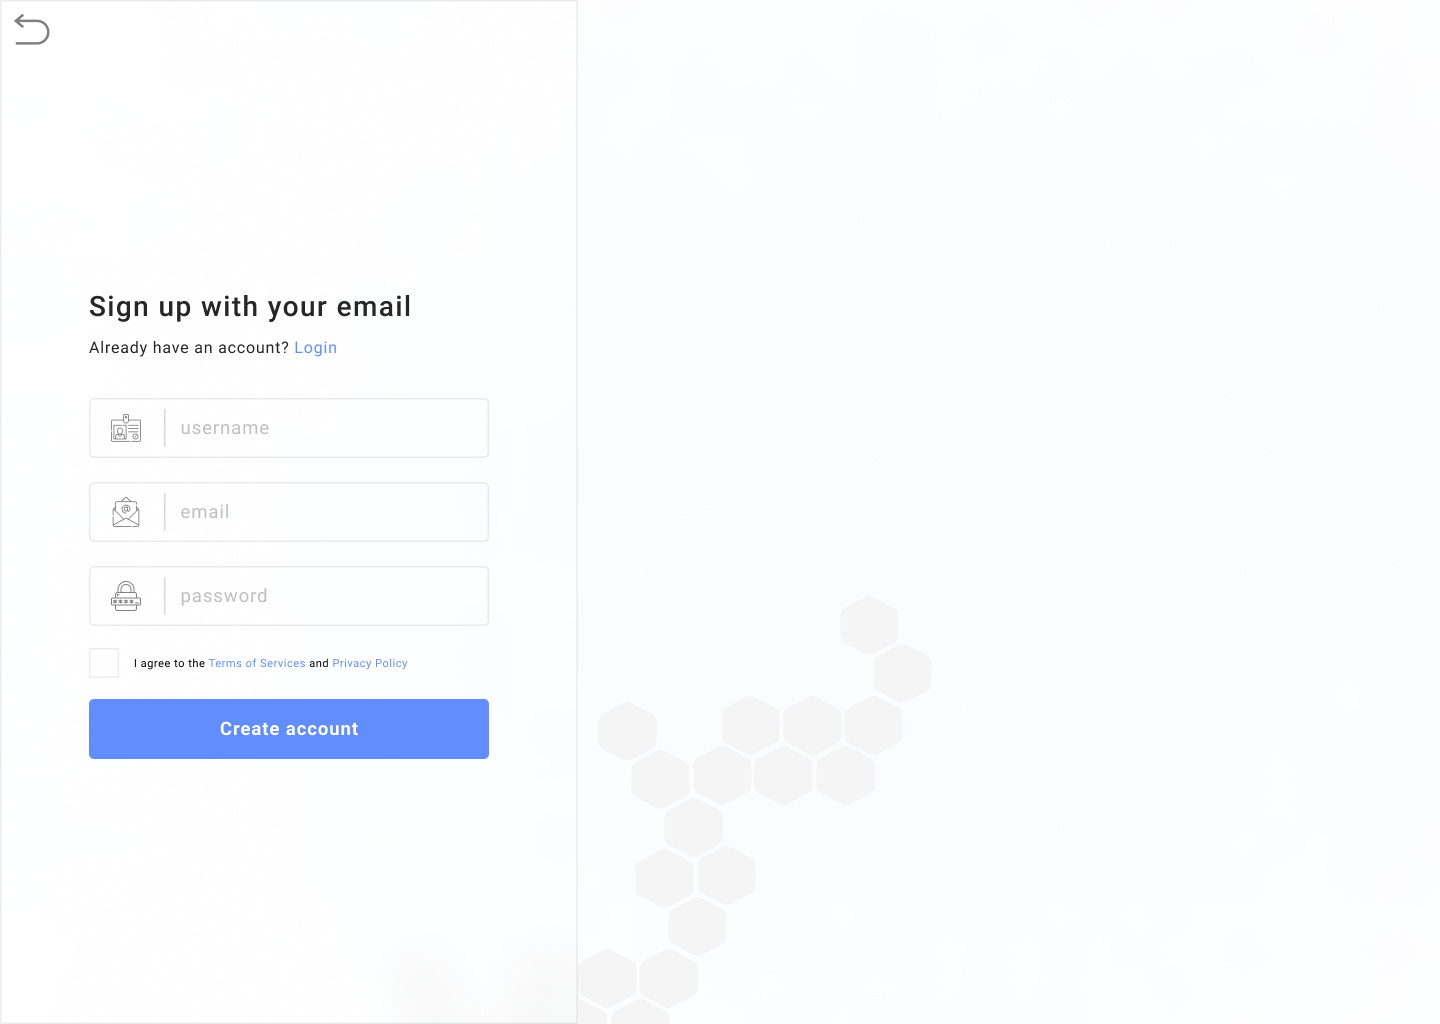 Sign up with your email
Already have an account? Login
username
email
password
I agree to the Terms of Services and Privacy Policy
Create account